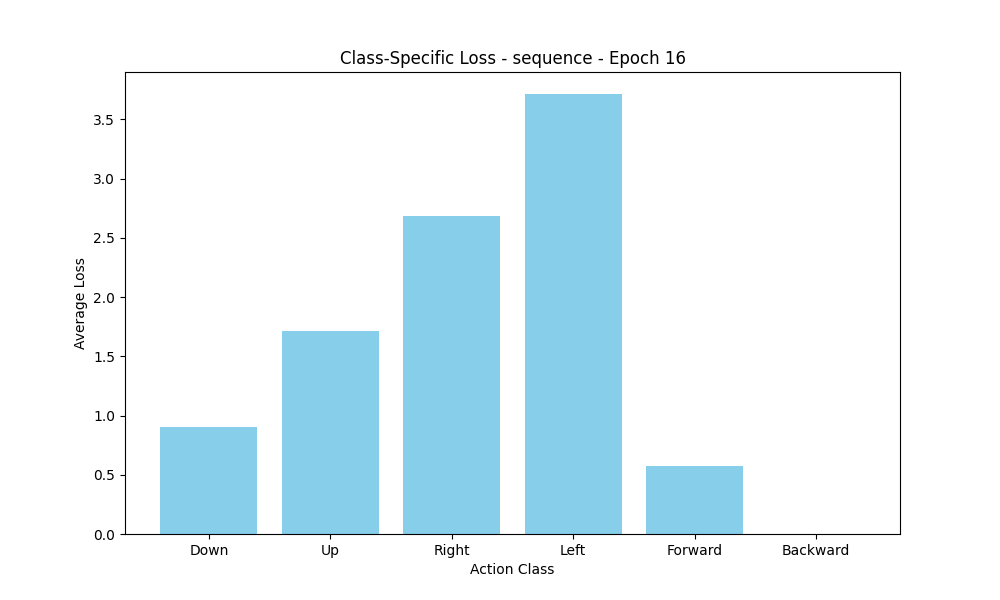 Class-Specific Loss - sequence - Epoch 16
Average Loss
3.5
3.0
2.5
2.0
1.5
1.0
0.5
0.0
Down Up Right Left Forward Backward
Action Class